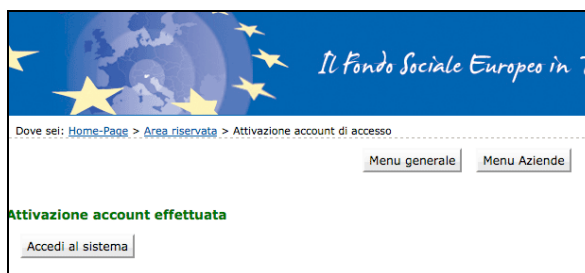 Il Fondo Sociale Europeo in
Dove sei: Home-Page > Area riservata > Attivazione account di accesso
Menu generale Menu Aziende
Attivazione account effettuata
Accedi al sistema